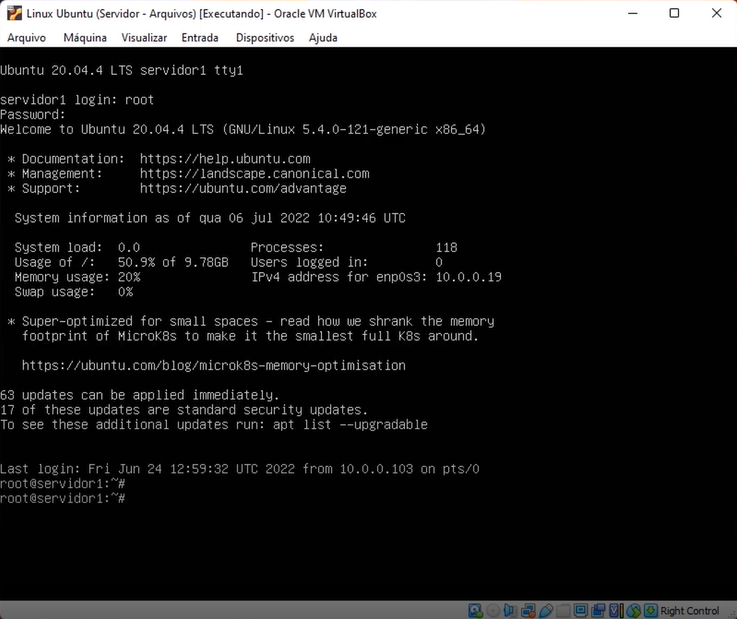 Linux Ubuntu (Servidor - Arquivos) [Executando] - Oracle VM VirtualBox
Arquivo Máquina Visualizar Entrada Dispositivos Ajuda
Ubuntu 20.04.4 LTS servidor1 tty1
servidor1 login: root
Password:
Welcome to Ubuntu 20.04.4 LTS (GNU/Linux 5.4.0-121-generic x86_64)
* Documentation: https://help.ubuntu.com
* Management: https://landscape.canonical.com
* Support: https://ubuntu.com/advantage
System information as of qua 06 jul 2022 10:49:46 UTC
System load: 0.0 Processes: 118
Usage of /: 50.9% of 9.78GB Users logged in: 0
Memory usage: 20% IPv4 address for enp0s3: 10.0.0.19
Swap usage: 0%
* Super-optimized for small spaces - read how we shrank the memory
footprint of MicroK8s to make it the smallest full K8s around.
https://ubuntu.com/blog/microk8s-memory-optimisation
63 updates can be applied immediately.
17 of these updates are standard security updates.
To see these additional updates run: apt list --upgradable
Last login: Fri Jun 24 12:59:32 UTC 2022 from 10.0.0.103 on pts/0
root@servidor1:~#
root@servidor1:~#
Right Control